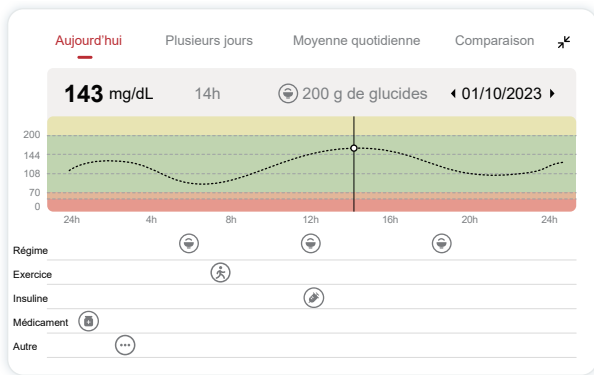 Aujourd’hui Plusieurs jours Moyenne quotidienne Comparaison
143 mg/dL 14h 200 g de glucides 01/10/2023
200
144
108
70
0
24h 4h 8h 12h 16h 20h 24h
Régime
Exercice
Insuline
Médicament
Autre